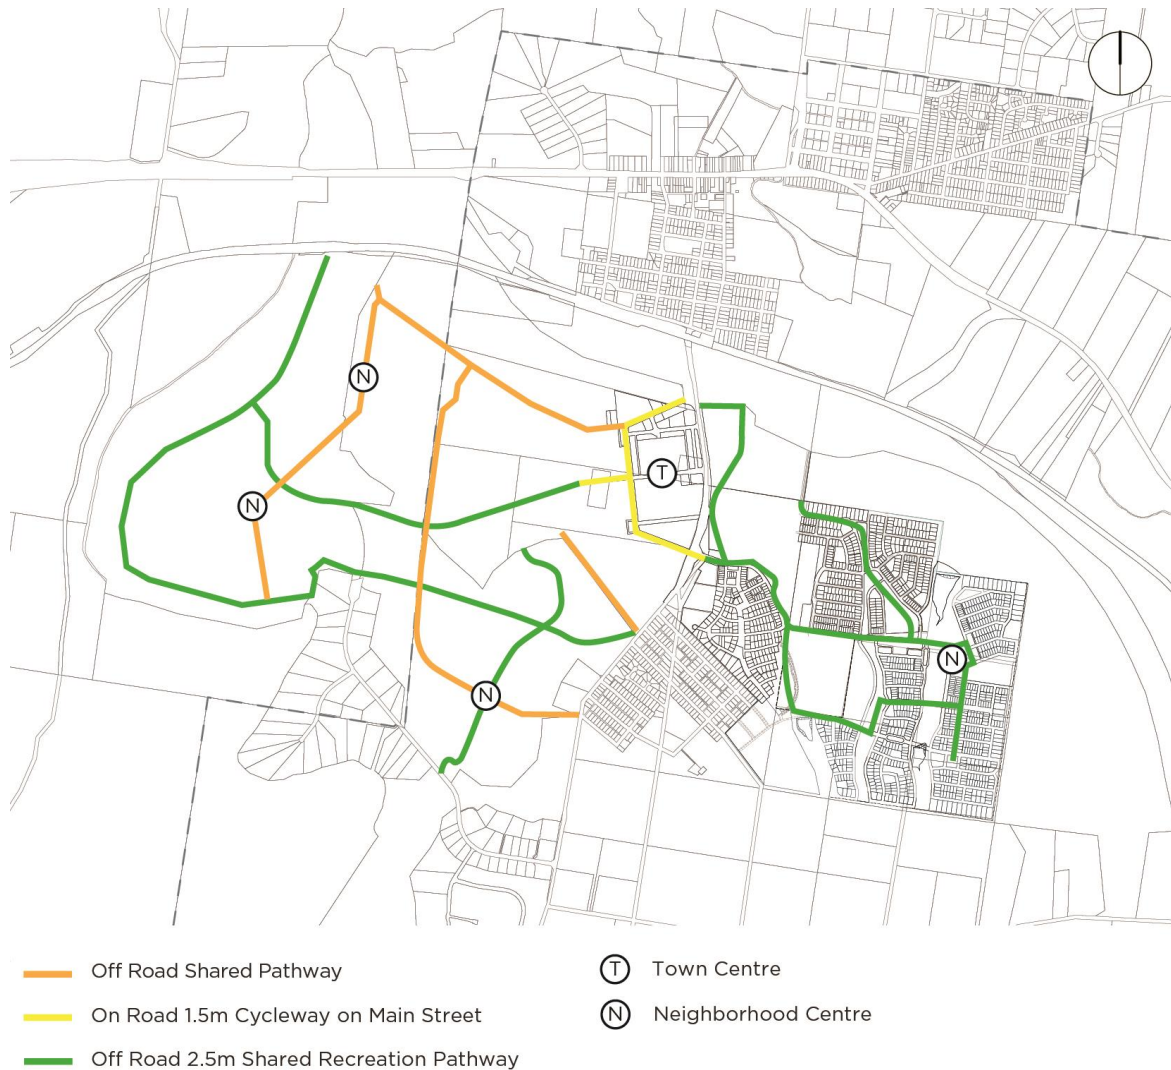 N
N
T
N
N
Off Road Shared Pathway
T Town Centre
On Road 1.5m Cycleway on Main Street
N Neighborhood Centre
Off Road 2.5m Shared Recreation Pathway